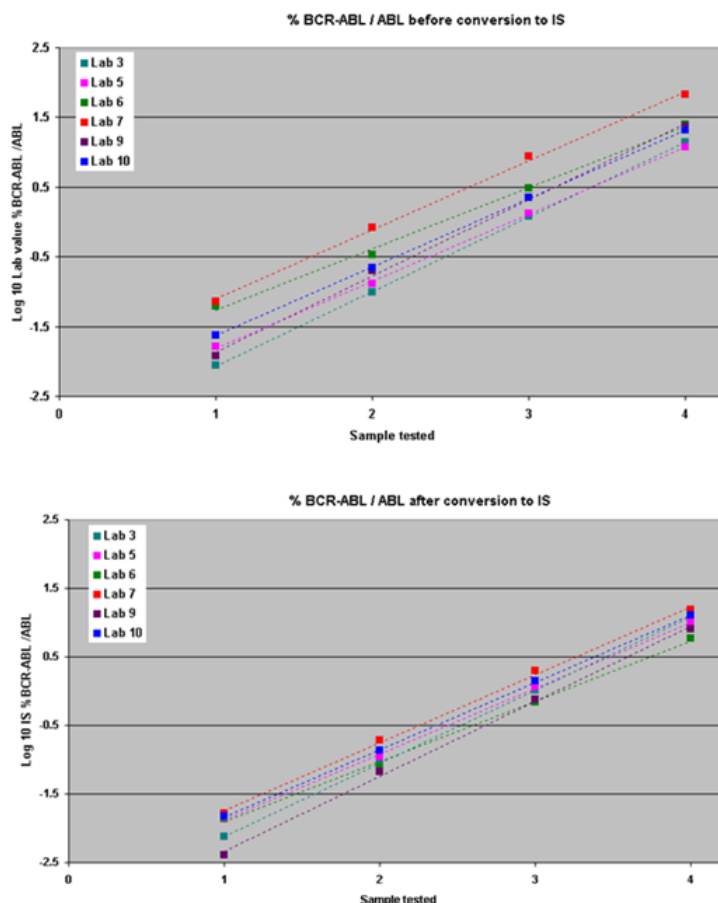 % BCR-ABL / ABL before conversion to IS
2.5
1.5
0.5
-0.5
-1.5
-2.5
Log 10 Lab value %BCR-ABL /ABL
Lab 3
Lab 5
Lab 6
Lab 7
Lab 9
Lab 10
0 1 2 3 4
Sample tested
% BCR-ABL / ABL after conversion to IS
2.5
1.5
0.5
-0.5
-1.5
-2.5
Log 10 IS %BCR-ABL /ABL
Lab 3
Lab 5
Lab 6
Lab 7
Lab 9
Lab 10
0 1 2 3 4
Sample tested